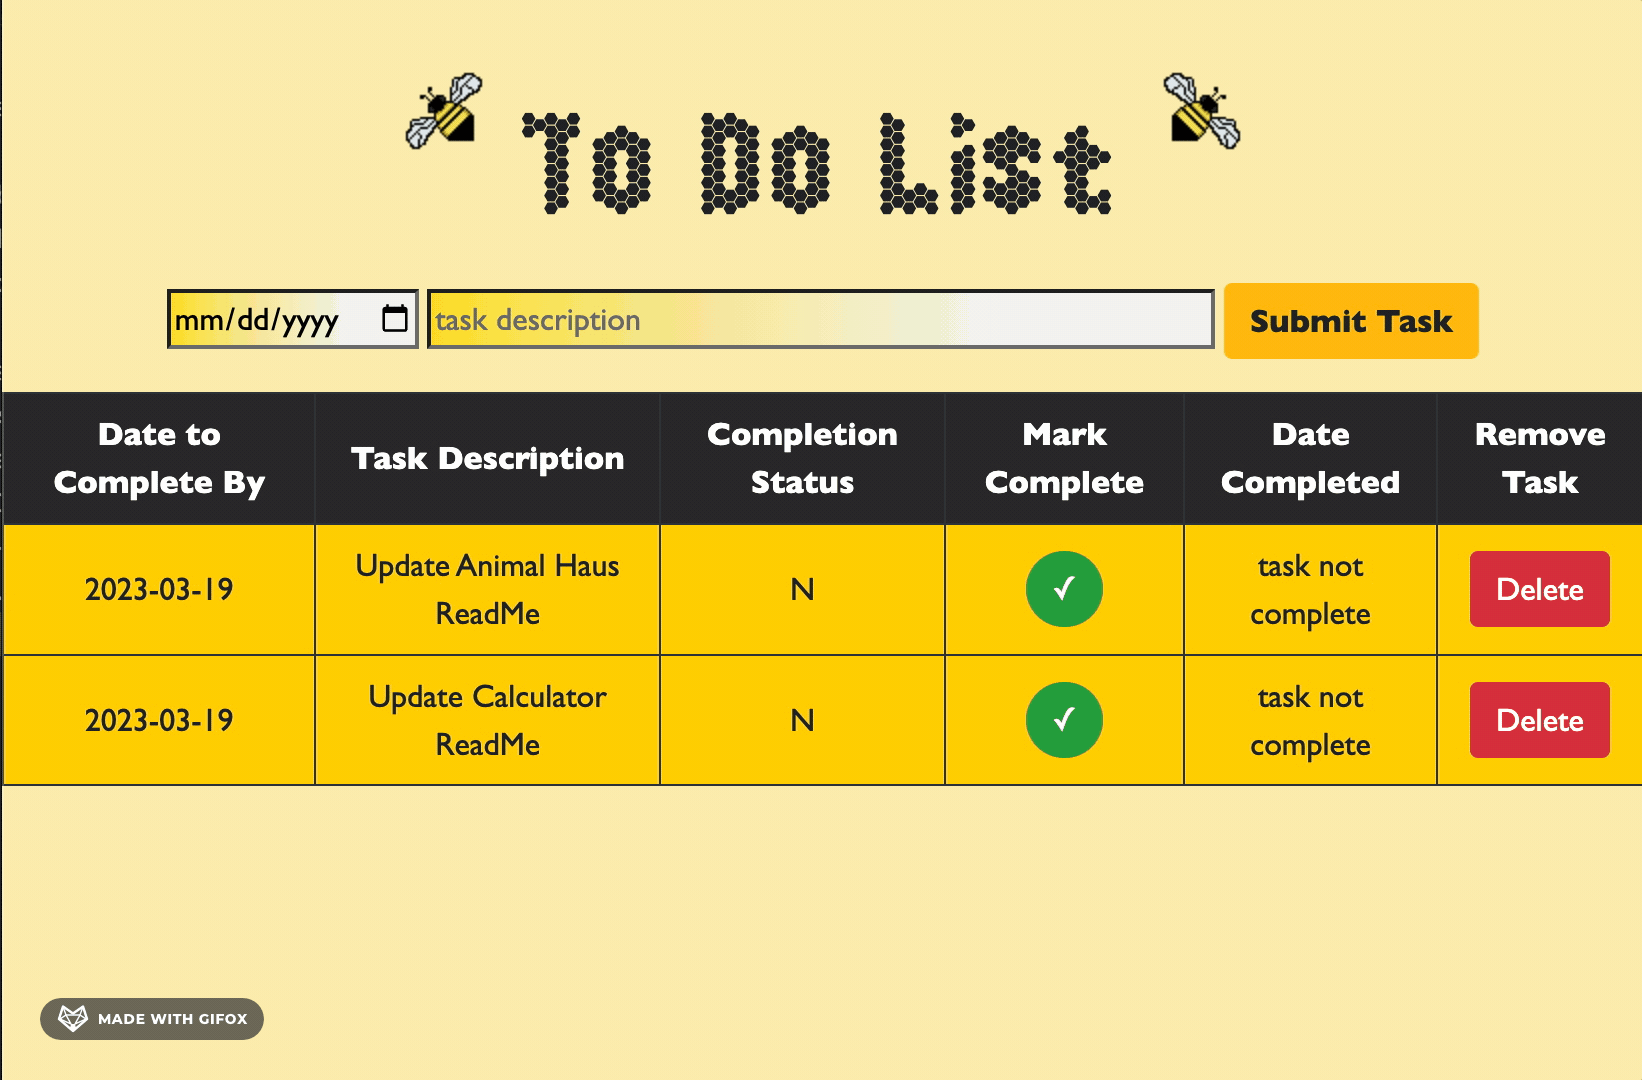 To Do List
mm/dd/yyyy task description Submit Task
Date to Complete By Task Description Completion Status Mark Complete Date Completed Remove Task
2023-03-19 Update Animal Haus ReadMe N ✓ task not complete Delete
2023-03-19 Update Calculator ReadMe N ✓ task not complete Delete
MADE WITH GIFOX